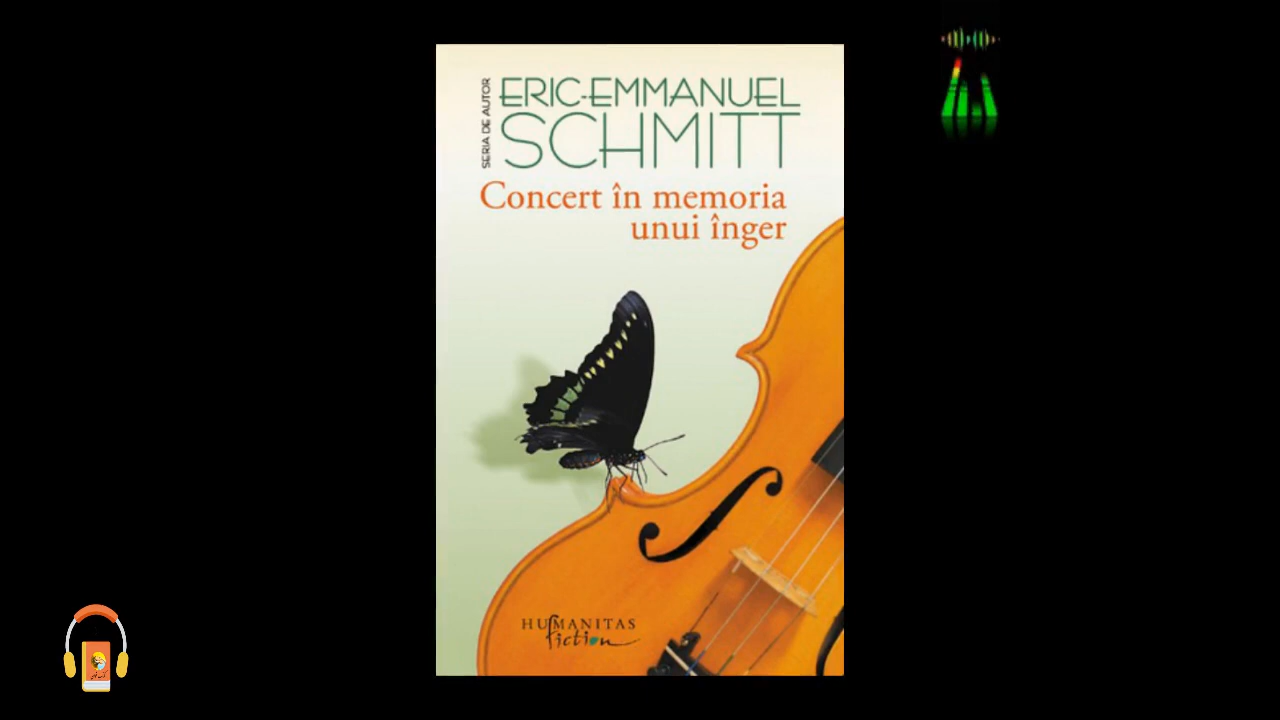 SERIA DE AUTOR
ERIC-EMMANUEL
SCHMITT
Concert în memoria
unui înger
HUMANITAS
fiction